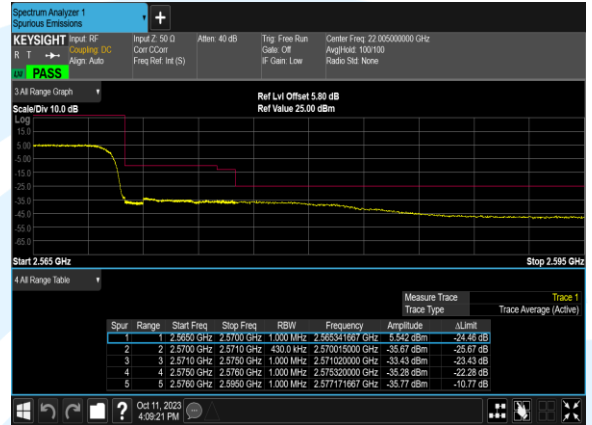 Spectrum Analyzer 1
Spurious Emissions
KEYSIGHT Input: RF Input Z: 50 Ω Atten: 40 dB Trig: Free Run Center Freq: 22.005000000 GHz
R T Coupling: DC Corr CCorr Gate: Off Avg|Hold: 100/100
Align: Auto Freq Ref: Int (S) IF Gain: Low Radio Std: None
PASS
3 All Range Graph
Ref Lvl Offset 5.80 dB
Scale/Div 10.0 dB Ref Value 25.00 dBm
Log
15.0
5.00
-5.00
-15.0
-25.0
-35.0
-45.0
-55.0
-65.0
Start 2.565 GHz Stop 2.595 GHz
4 All Range Table
Measure Trace Trace 1
Trace Type Trace Average (Active)
Spur Range Start Freq Stop Freq RBW Frequency Amplitude ΔLimit
1 1 2.5650 GHz 2.5700 GHz 1.000 MHz 2.565341667 GHz 5.542 dBm -24.46 dB
2 2 2.5700 GHz 2.5710 GHz 430.0 kHz 2.570015000 GHz -35.67 dBm -25.67 dB
3 3 2.5710 GHz 2.5750 GHz 1.000 MHz 2.571020000 GHz -33.43 dBm -23.43 dB
4 4 2.5750 GHz 2.5760 GHz 1.000 MHz 2.575320000 GHz -35.28 dBm -22.28 dB
5 5 2.5760 GHz 2.5950 GHz 1.000 MHz 2.577171667 GHz -35.77 dBm -10.77 dB
Oct 11, 2023
4:09:21 PM